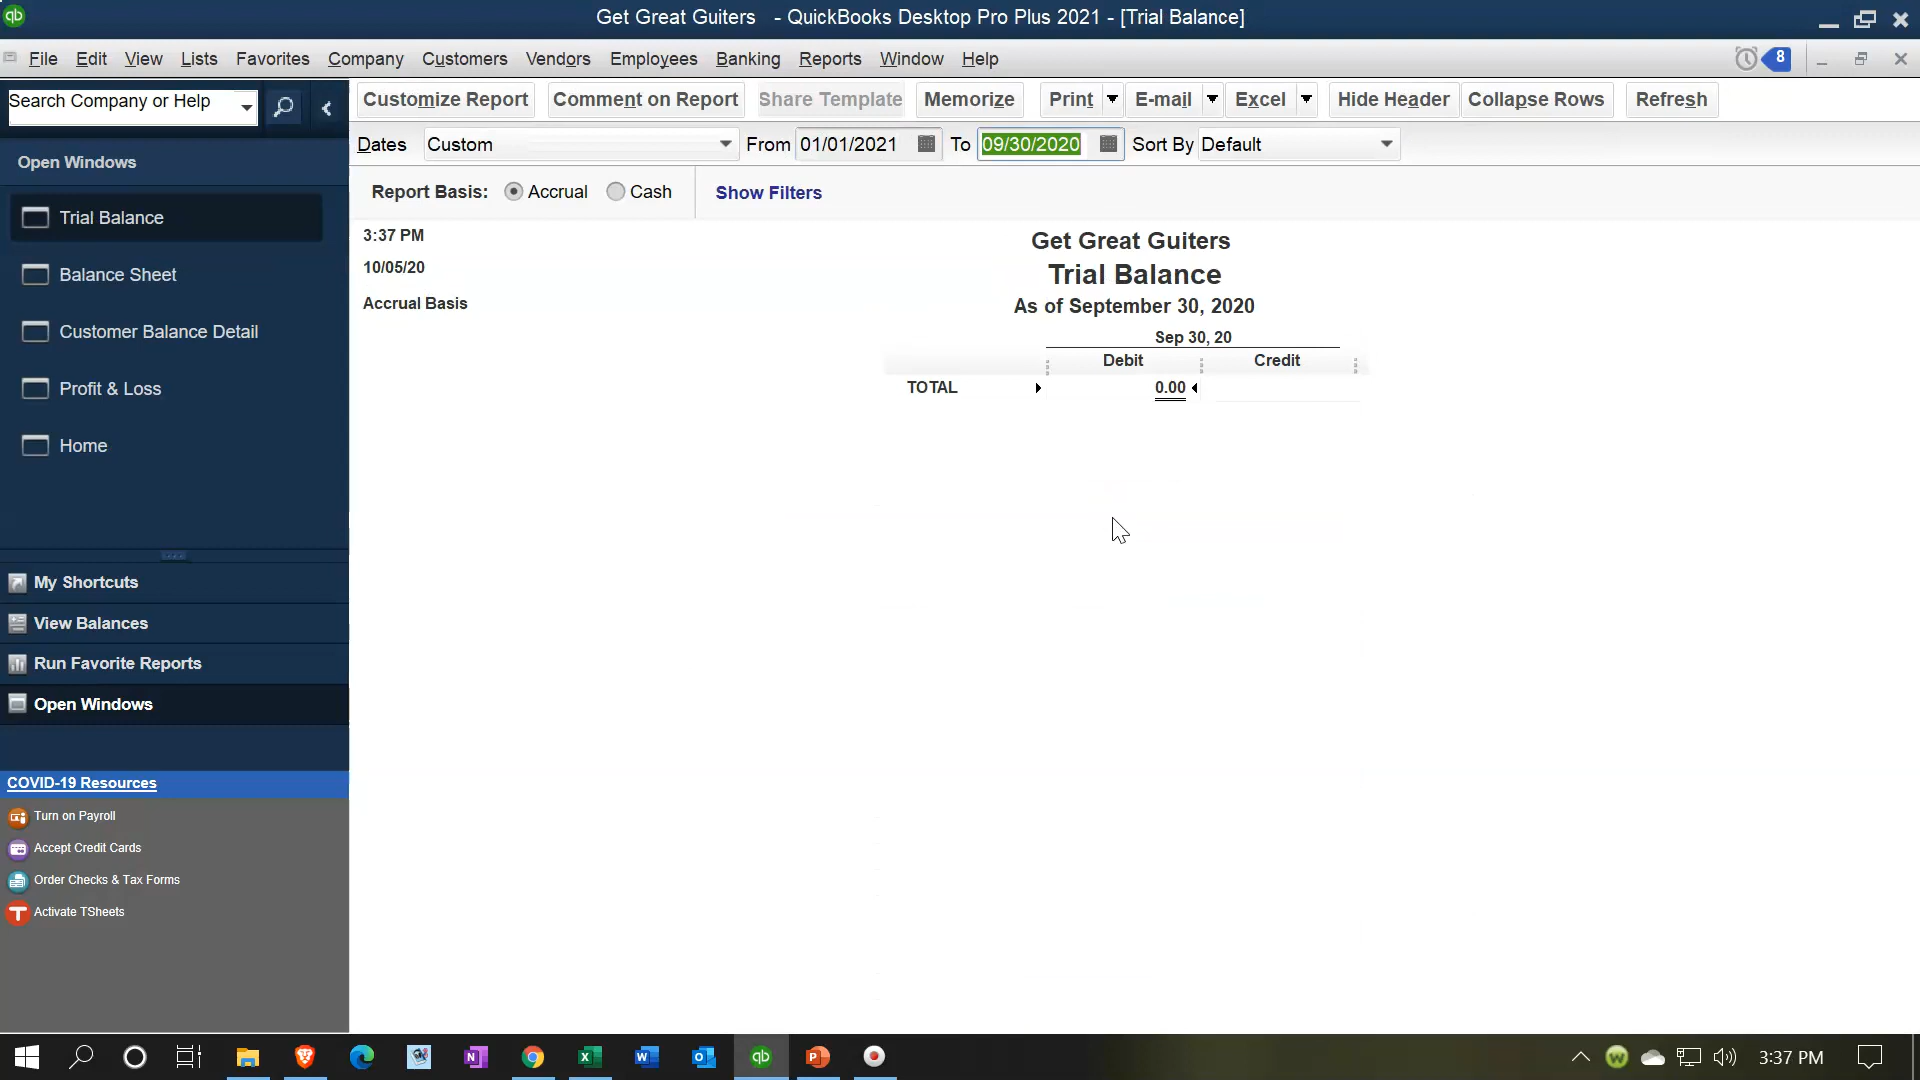 qb Get Great Guiters - QuickBooks Desktop Pro Plus 2021 - [Trial Balance]
File Edit View Lists Favorites Company Customers Vendors Employees Banking Reports Window Help 8
Search Company or Help
Customize Report Comment on Report Share Template Memorize Print E-mail Excel Hide Header Collapse Rows Refresh
Dates Custom From 01/01/2021 To 09/30/2020 Sort By Default
Open Windows
Report Basis: Accrual Cash Show Filters
Trial Balance
Balance Sheet
Customer Balance Detail
Profit & Loss
Home
3:37 PM
10/05/20
Accrual Basis
Get Great Guiters
Trial Balance
As of September 30, 2020
Sep 30, 20
Debit Credit
TOTAL 0.00
My Shortcuts
View Balances
Run Favorite Reports
Open Windows
COVID-19 Resources
Turn on Payroll
Accept Credit Cards
Order Checks & Tax Forms
Activate TSheets
3:37 PM